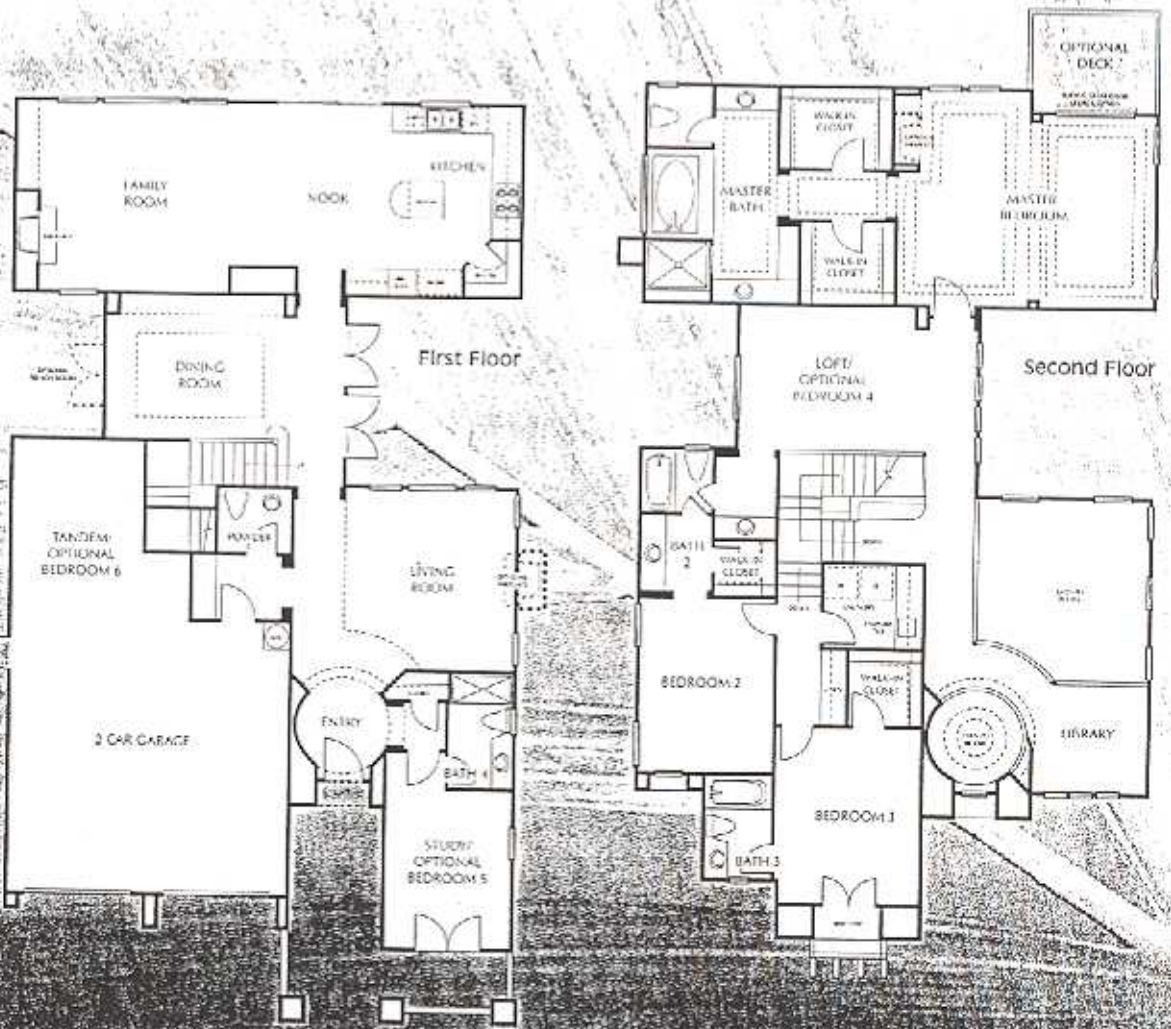 FAMILY
ROOM
NOOK
KITCHEN
DINING
ROOM
First Floor
TANDEM/
OPTIONAL
BEDROOM 6
POWDER
LIVING
ROOM
2 CAR GARAGE
ENTRY
BATH 4
STUDY/
OPTIONAL
BEDROOM 5
OPTIONAL
DECK
WALK-IN
CLOSET
MASTER
BATH
MASTER
BEDROOM
WALK-IN
CLOSET
LOFT/
OPTIONAL
BEDROOM 4
Second Floor
BATH
2
WALK-IN
CLOSET
DOWN
LAUNDRY
BEDROOM 2
WALK-IN
CLOSET
LIBRARY
BEDROOM 3
BATH 3